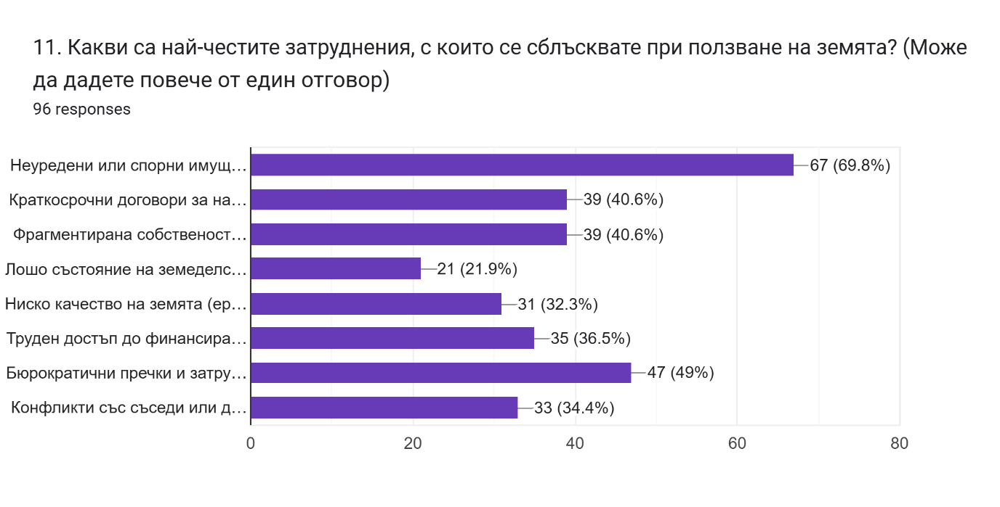 11. Какви са най-честите затруднения, с които се сблъсквате при ползване на земята? (Може
да дадете повече от един отговор)
96 responses
Неуредени или спорни имущ… 67 (69.8%)
Краткосрочни договори за на… 39 (40.6%)
Фрагментирана собственост… 39 (40.6%)
Лошо състояние на земеделс… 21 (21.9%)
Ниско качество на земята (ер… 31 (32.3%)
Труден достъп до финансира… 35 (36.5%)
Бюрократични пречки и затру… 47 (49%)
Конфликти със съседи или д… 33 (34.4%)
0 20 40 60 80